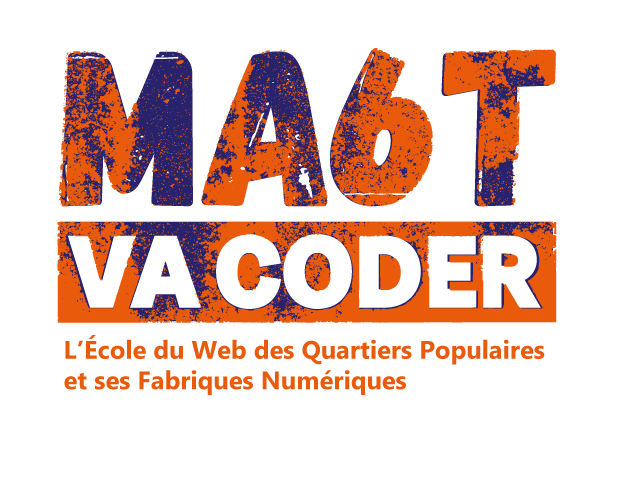 MA6T
VA CODER
L’École du Web des Quartiers Populaires
et ses Fabriques Numériques